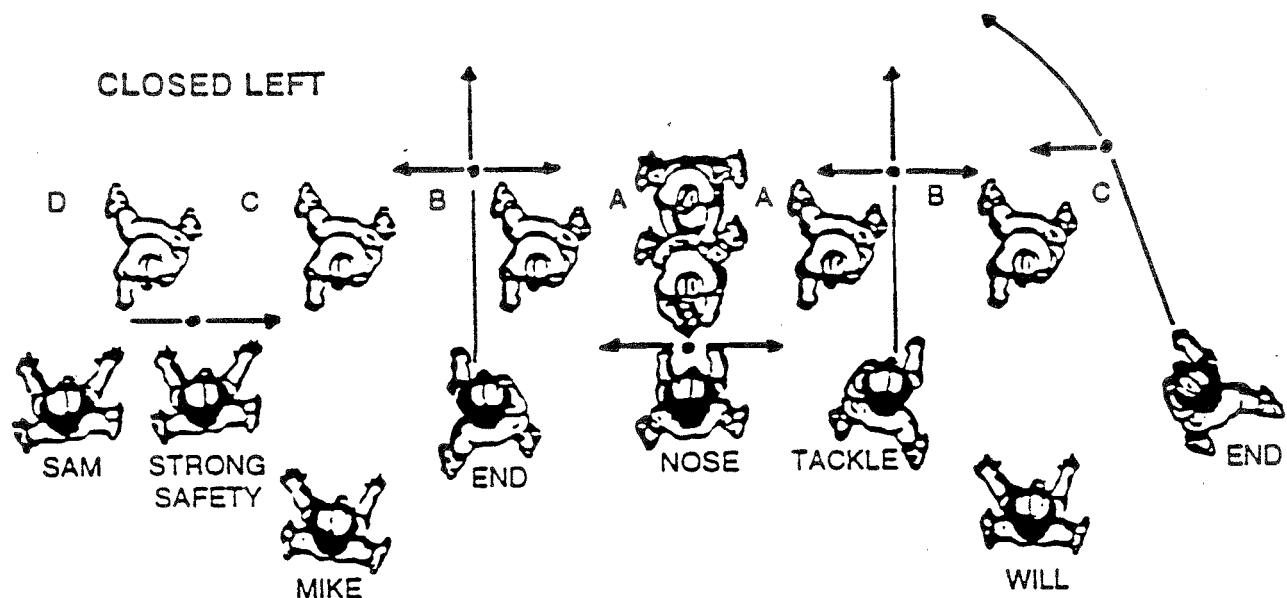 CLOSED LEFT
D C B A A B C
SAM STRONG SAFETY END NOSE TACKLE END
MIKE WILL